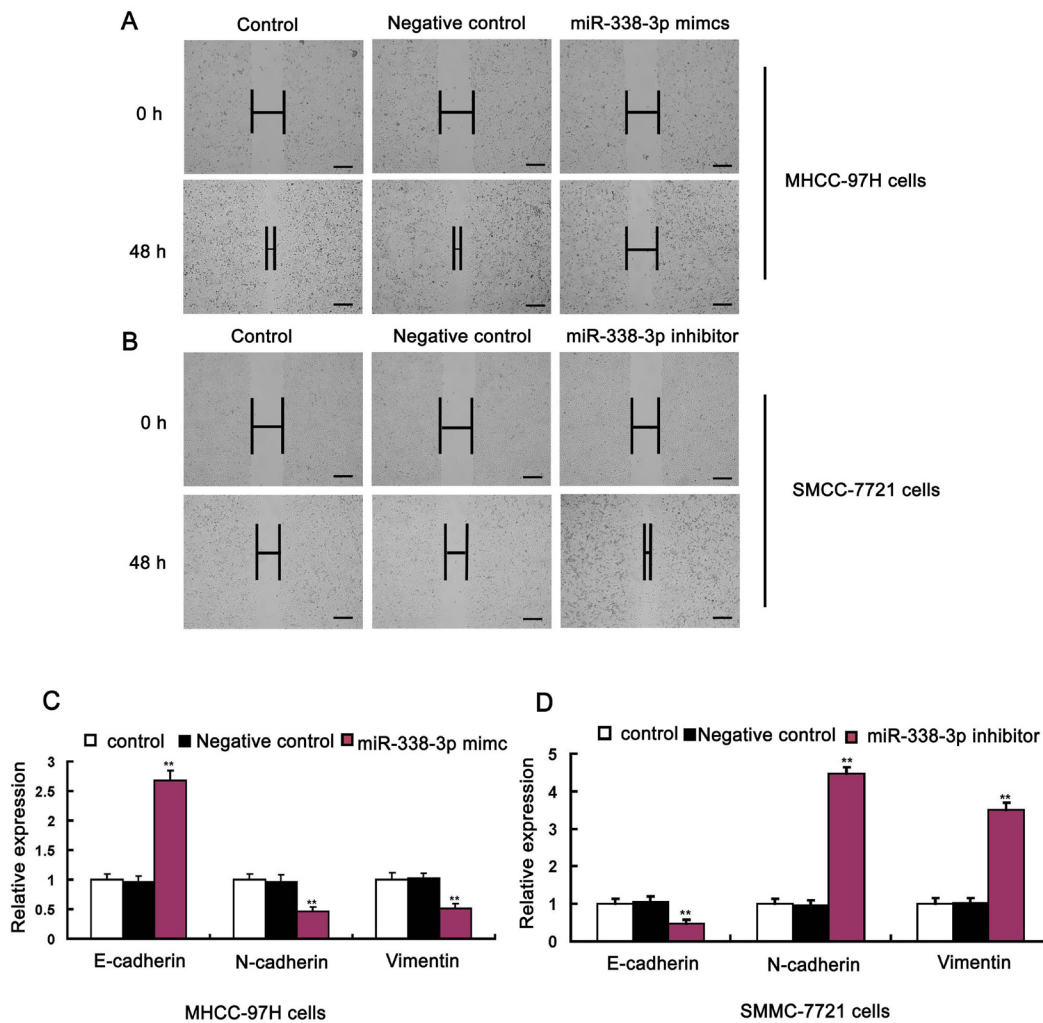 A
Control
Negative control
miR-338-3p mimcs
0 h
48 h
MHCC-97H cells
B
Control
Negative control
miR-338-3p inhibitor
0 h
48 h
SMCC-7721 cells
C
control
Negative control
miR-338-3p mimc
Relative expression
3
2.5
2
1.5
1
0.5
0
**
**
**
E-cadherin
N-cadherin
Vimentin
MHCC-97H cells
D
control
Negative control
miR-338-3p inhibitor
Relative expression
5
4
3
2
1
0
**
**
**
E-cadherin
N-cadherin
Vimentin
SMMC-7721 cells